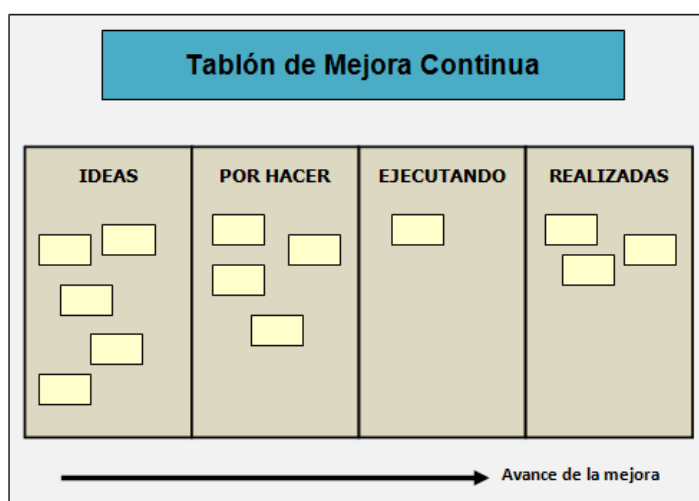 Tablón de Mejora Continua
IDEAS
POR HACER
EJECUTANDO
REALIZADAS
Avance de la mejora